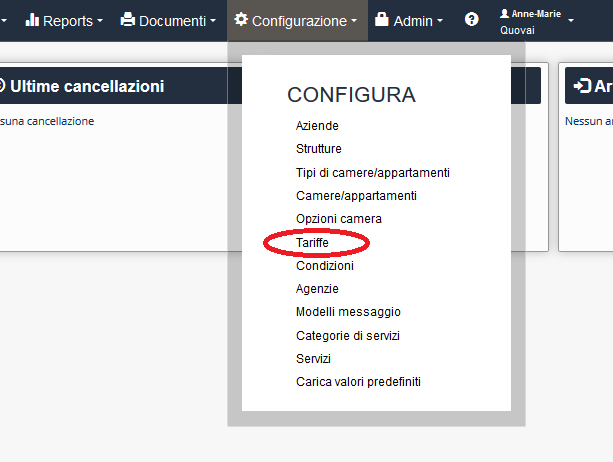 Reports Documenti Configurazione Admin Anne-Marie
Quovai
Ultime cancellazioni
suna cancellazione
Ar
Nessun a
CONFIGURA
Aziende
Strutture
Tipi di camere/appartamenti
Camere/appartamenti
Opzioni camera
Tariffe
Condizioni
Agenzie
Modelli messaggio
Categorie di servizi
Servizi
Carica valori predefiniti